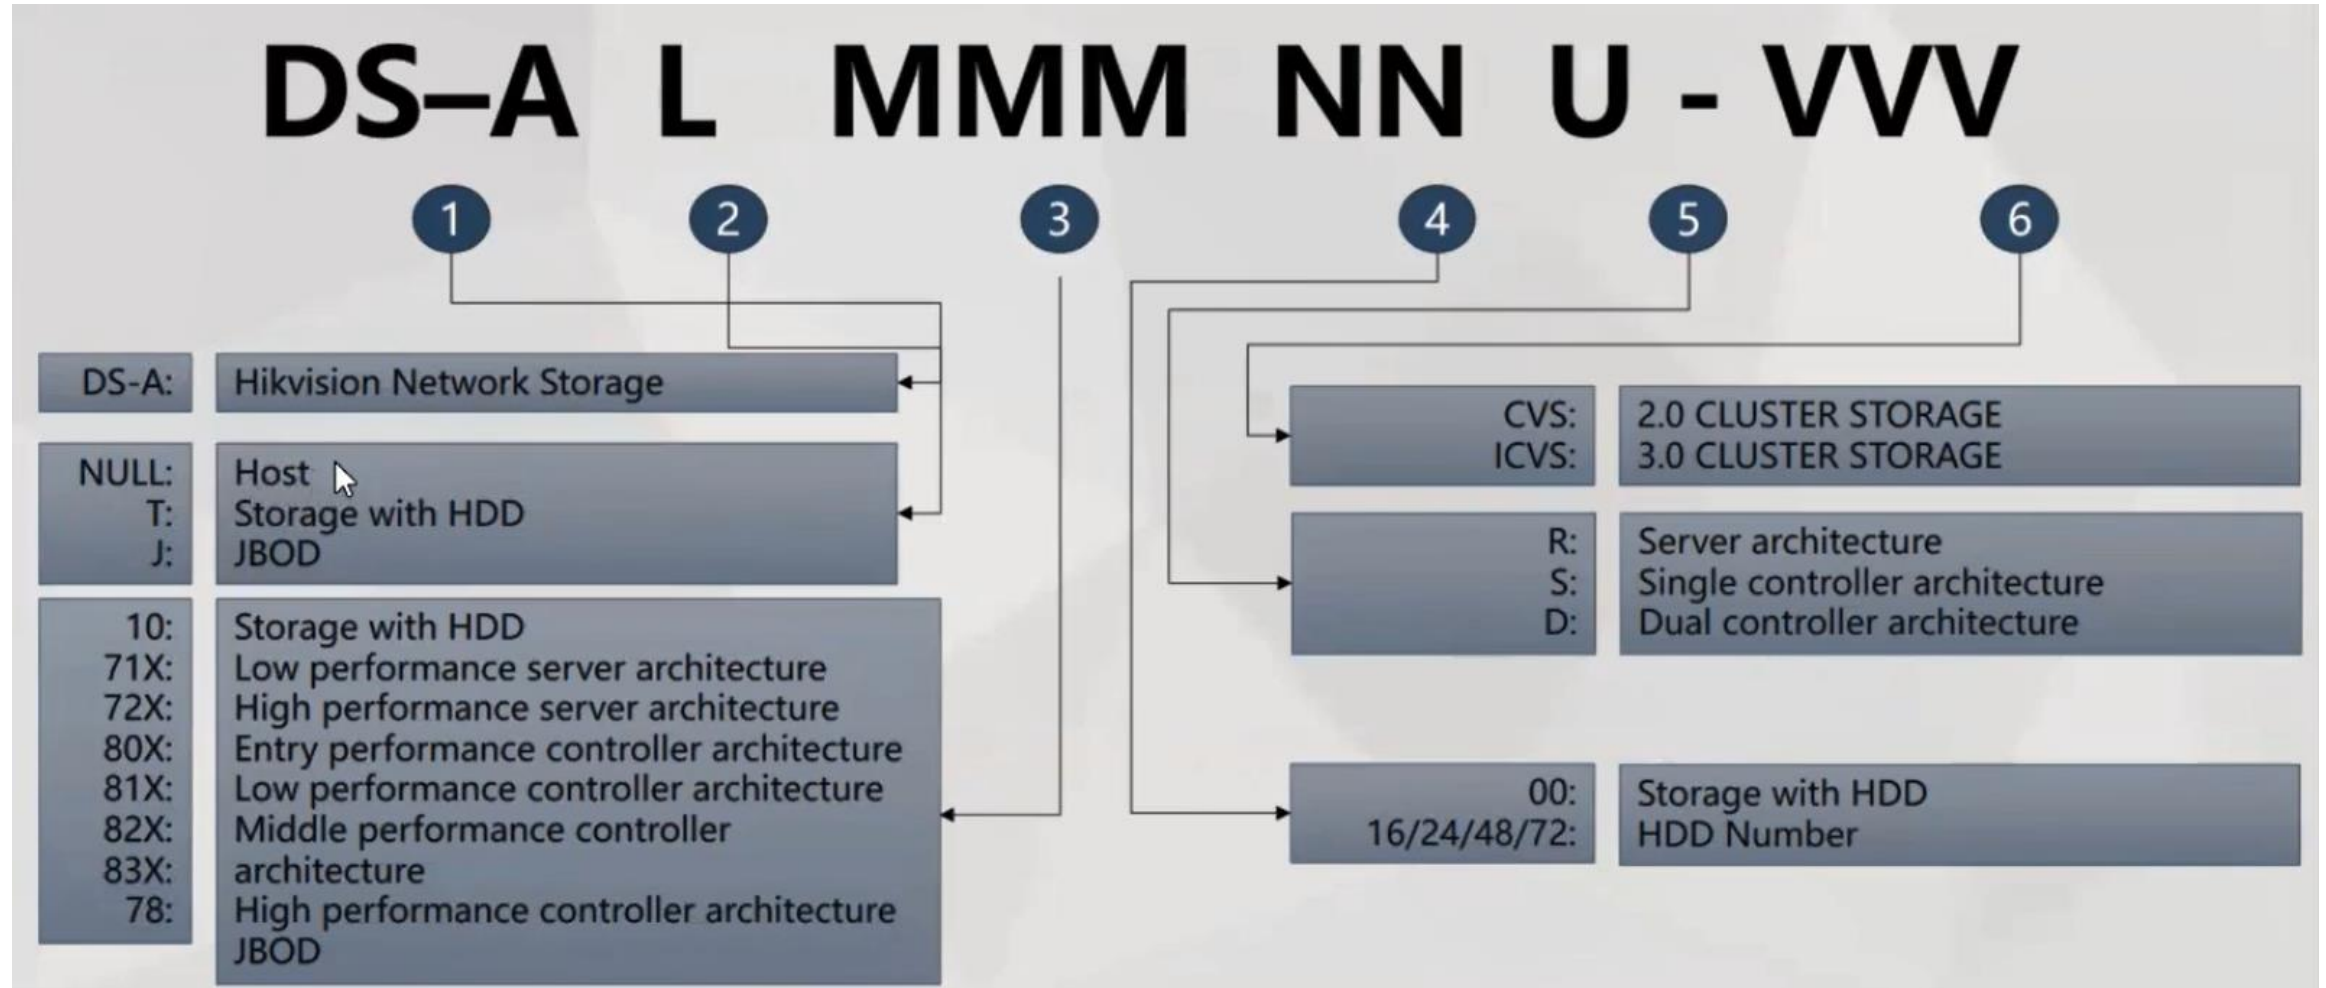 DS–A L MMM NN U - VVV
1 2 3 4 5 6
DS-A: Hikvision Network Storage
NULL: Host
T: Storage with HDD
J: JBOD
10: Storage with HDD
71X: Low performance server architecture
72X: High performance server architecture
80X: Entry performance controller architecture
81X: Low performance controller architecture
82X: Middle performance controller
83X: architecture
78: High performance controller architecture
JBOD
CVS: 2.0 CLUSTER STORAGE
ICVS: 3.0 CLUSTER STORAGE
R: Server architecture
S: Single controller architecture
D: Dual controller architecture
00: Storage with HDD
16/24/48/72: HDD Number